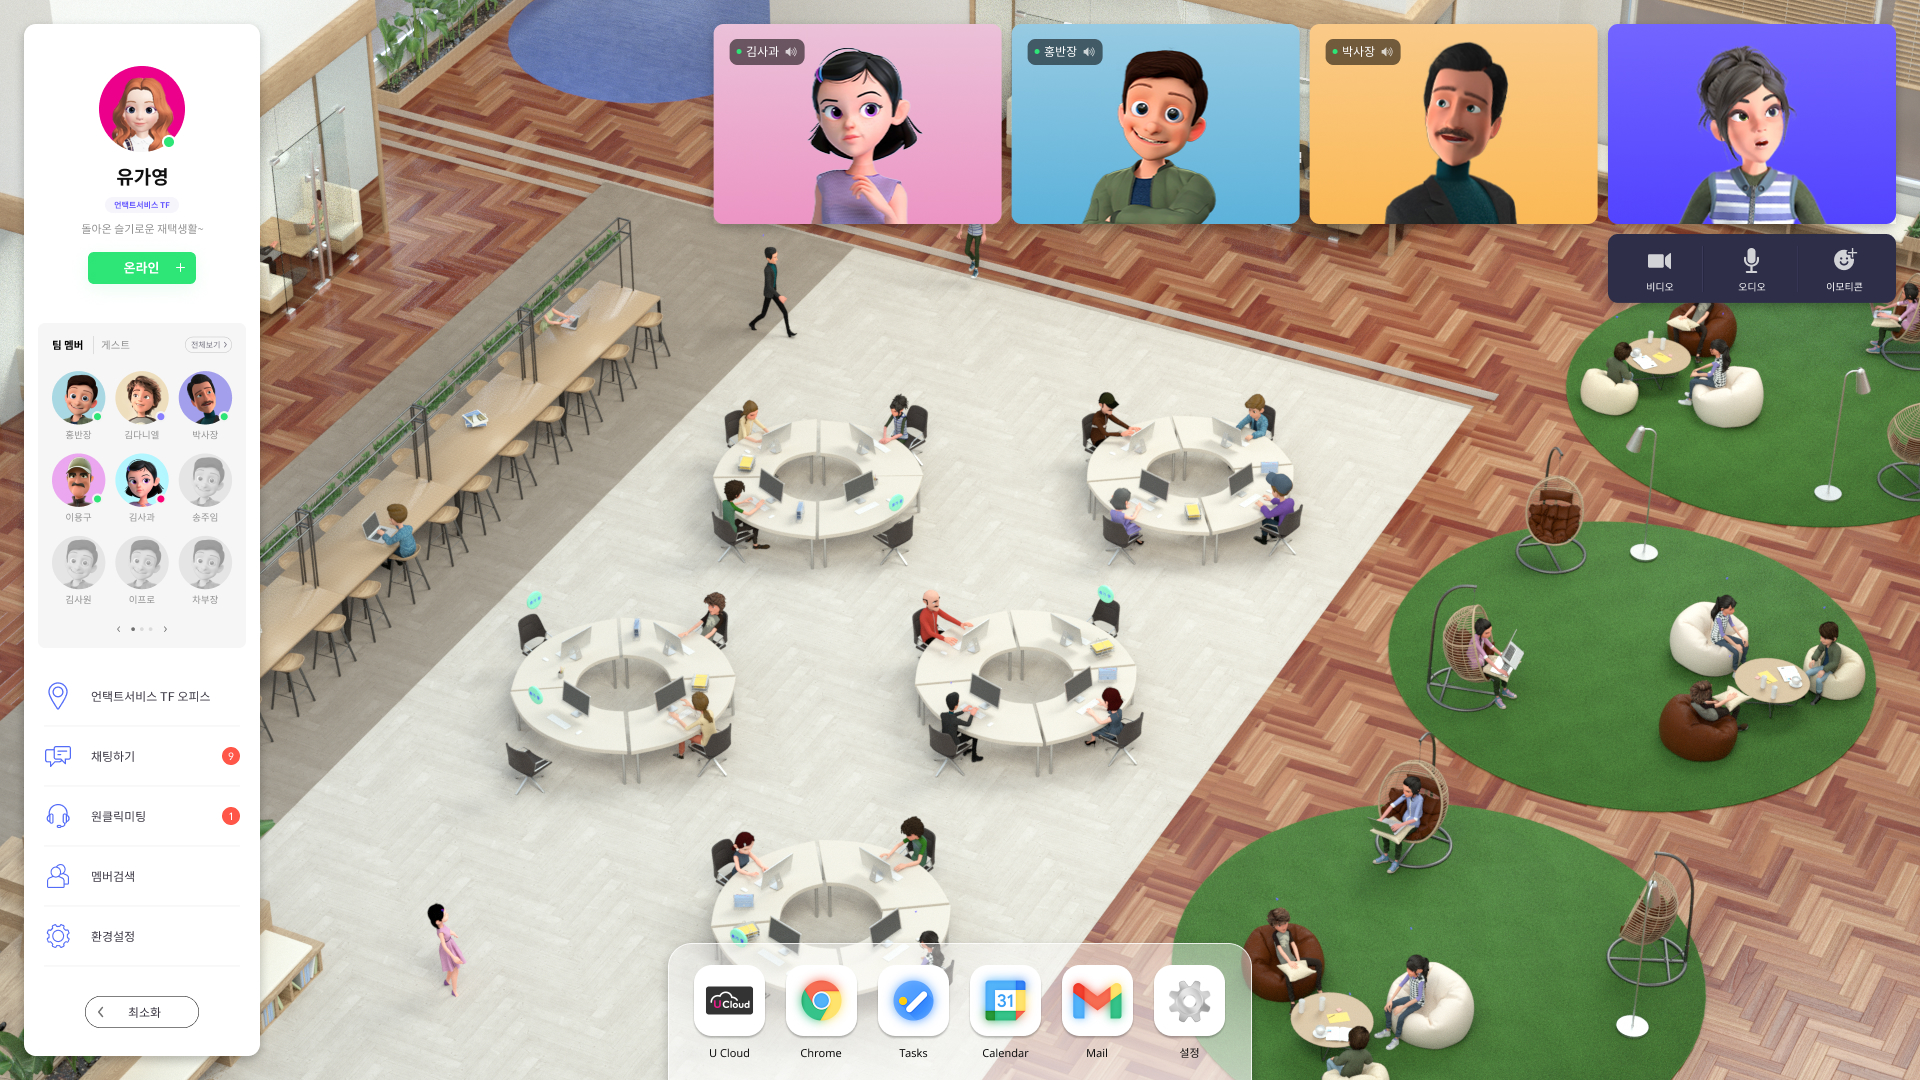 유가영
언택트서비스 TF
돌아온 슬기로운 재택생활~
온라인 +
팀 멤버 게스트 전체보기 >
홍반장 김다니엘 박사장
이용구 김사과 송주임
김사원 이프로 차부장
언택트서비스 TF 오피스
채팅하기 9
원클릭미팅 1
멤버검색
환경설정
최소화
김사과
홍반장
박사장
비디오 오디오 이모티콘
UCloud
31
U Cloud Chrome Tasks Calendar Mail 설정